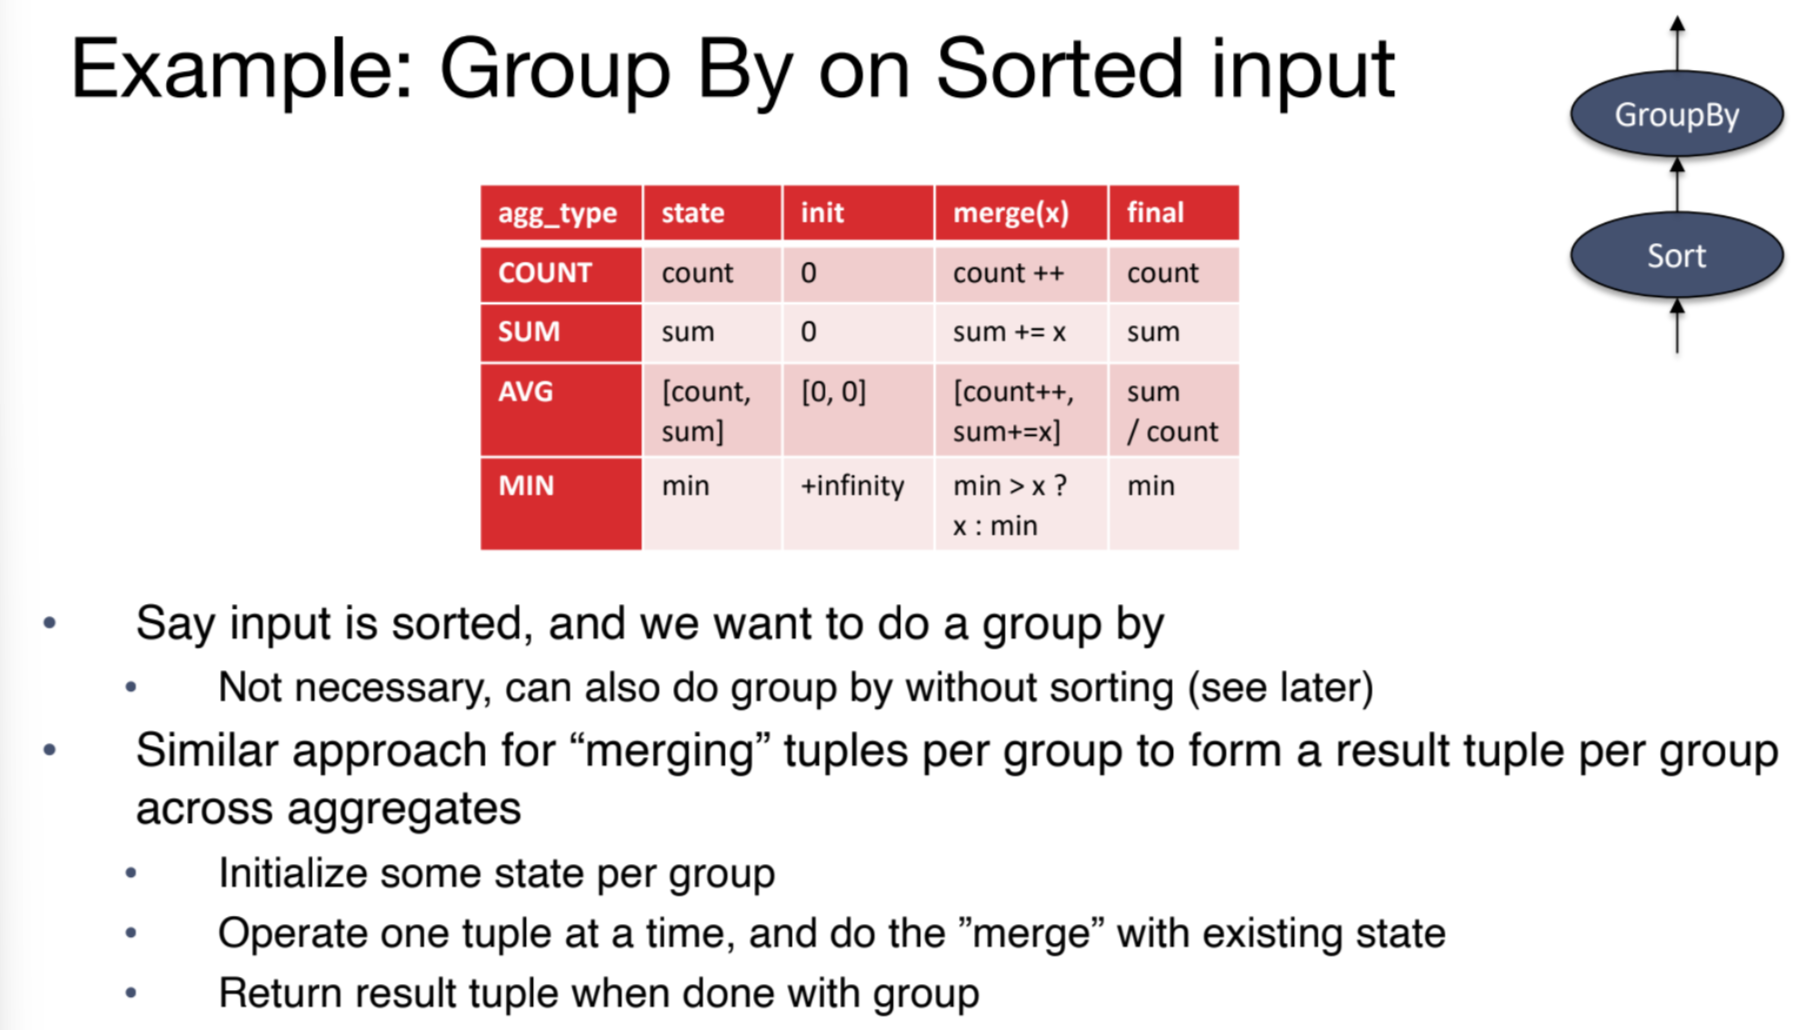 Example: Group By on Sorted input
GroupBy
Sort
agg_type state init merge(x) final
COUNT count 0 count ++ count
SUM sum 0 sum += x sum
AVG [count, sum] [0, 0] [count++, sum+=x] sum / count
MIN min +infinity min > x ? x : min min
• Say input is sorted, and we want to do a group by
• Not necessary, can also do group by without sorting (see later)
• Similar approach for “merging” tuples per group to form a result tuple per group
across aggregates
• Initialize some state per group
• Operate one tuple at a time, and do the ”merge” with existing state
• Return result tuple when done with group